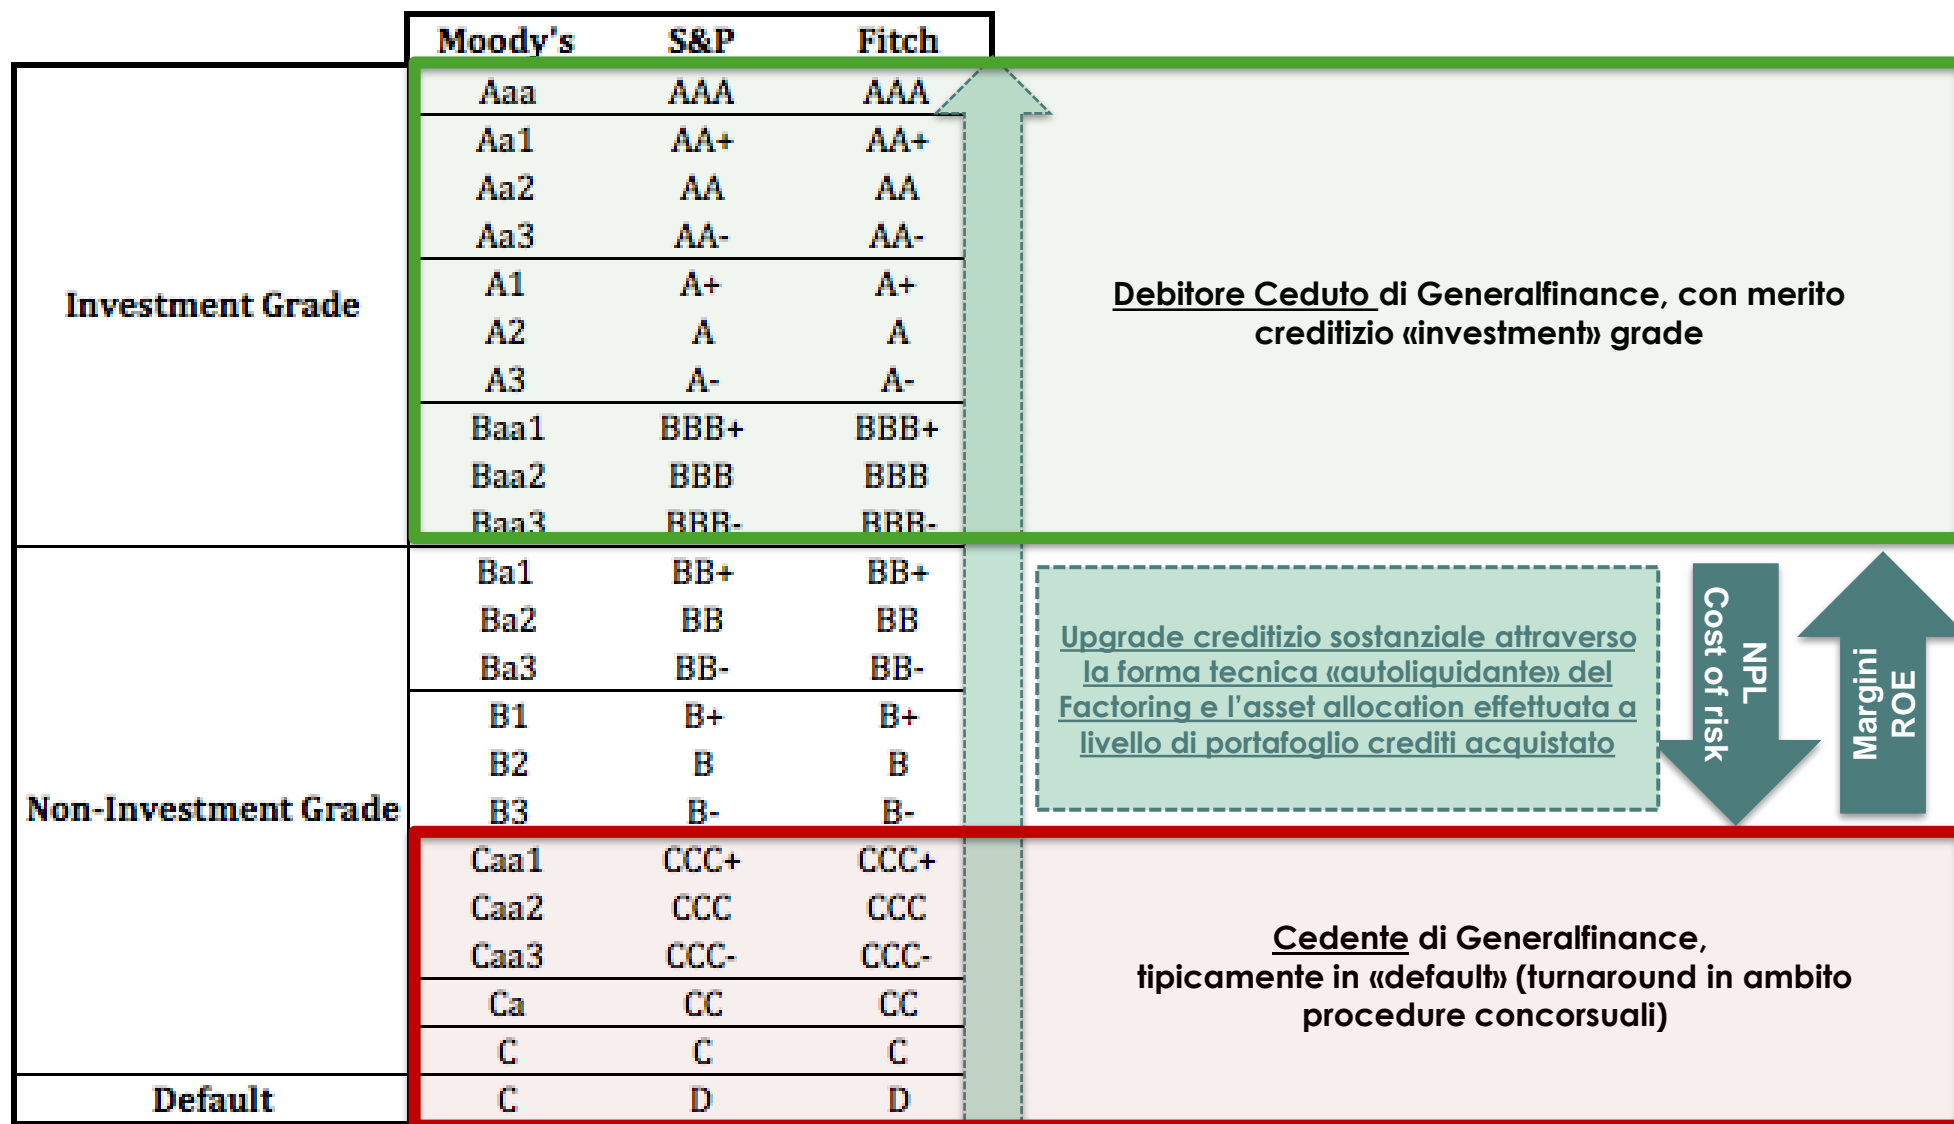 Moody's S&P Fitch
Aaa AAA AAA
Aa1 AA+ AA+
Aa2 AA AA
Aa3 AA- AA-
Investment Grade
A1 A+ A+
A2 A A
A3 A- A-
Baa1 BBB+ BBB+
Baa2 BBB BBB
Baa3 BBB- BBB-
Debitore Ceduto di Generalfinance, con merito
creditizio «investment» grade
Ba1 BB+ BB+
Ba2 BB BB
Ba3 BB- BB-
B1 B+ B+
B2 B B
Non-Investment Grade
B3 B- B-
Upgrade creditizio sostanziale attraverso
la forma tecnica «autoliquidante» del
Factoring e l'asset allocation effettuata a
livello di portafoglio crediti acquistato
NPL
Cost of risk
Margini
ROE
Caa1 CCC+ CCC+
Caa2 CCC CCC
Caa3 CCC- CCC-
Ca CC CC
C C C
Default
C D D
Cedente di Generalfinance,
tipicamente in «default» (turnaround in ambito
procedure concorsuali)